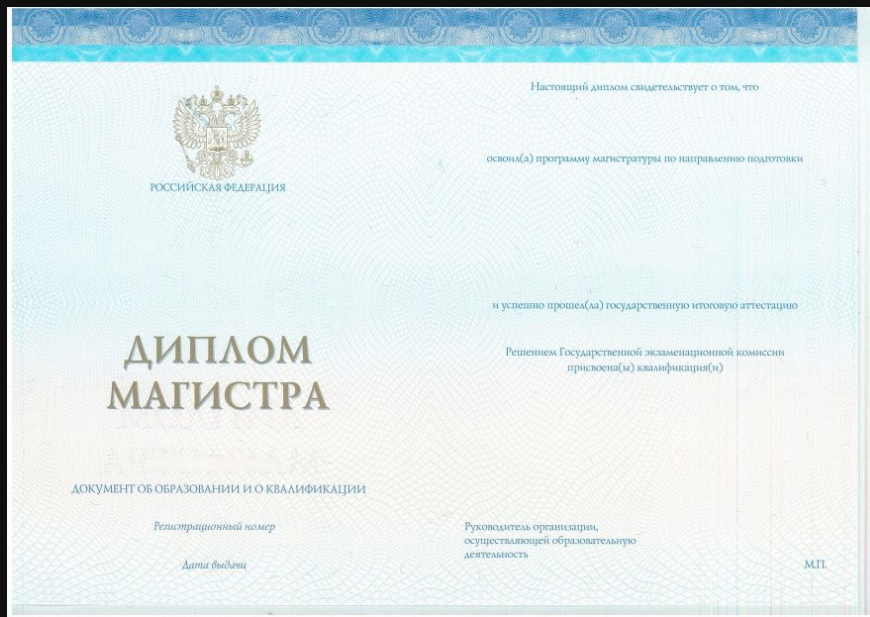 РОССИЙСКАЯ ФЕДЕРАЦИЯ
ДИПЛОМ
МАГИСТРА
ДОКУМЕНТ ОБ ОБРАЗОВАНИИ И О КВАЛИФИКАЦИИ
Регистрационный номер
Дата выдачи
Настоящий диплом свидетельствует о том, что
освоил(а) программу магистратуры по направлению подготовки
и успешно прошел(ла) государственную итоговую аттестацию
Решением Государственной экзаменационной комиссии
присвоена(ы) квалификация(и)
Руководитель организации,
осуществляющей образовательную
деятельность
М.П.